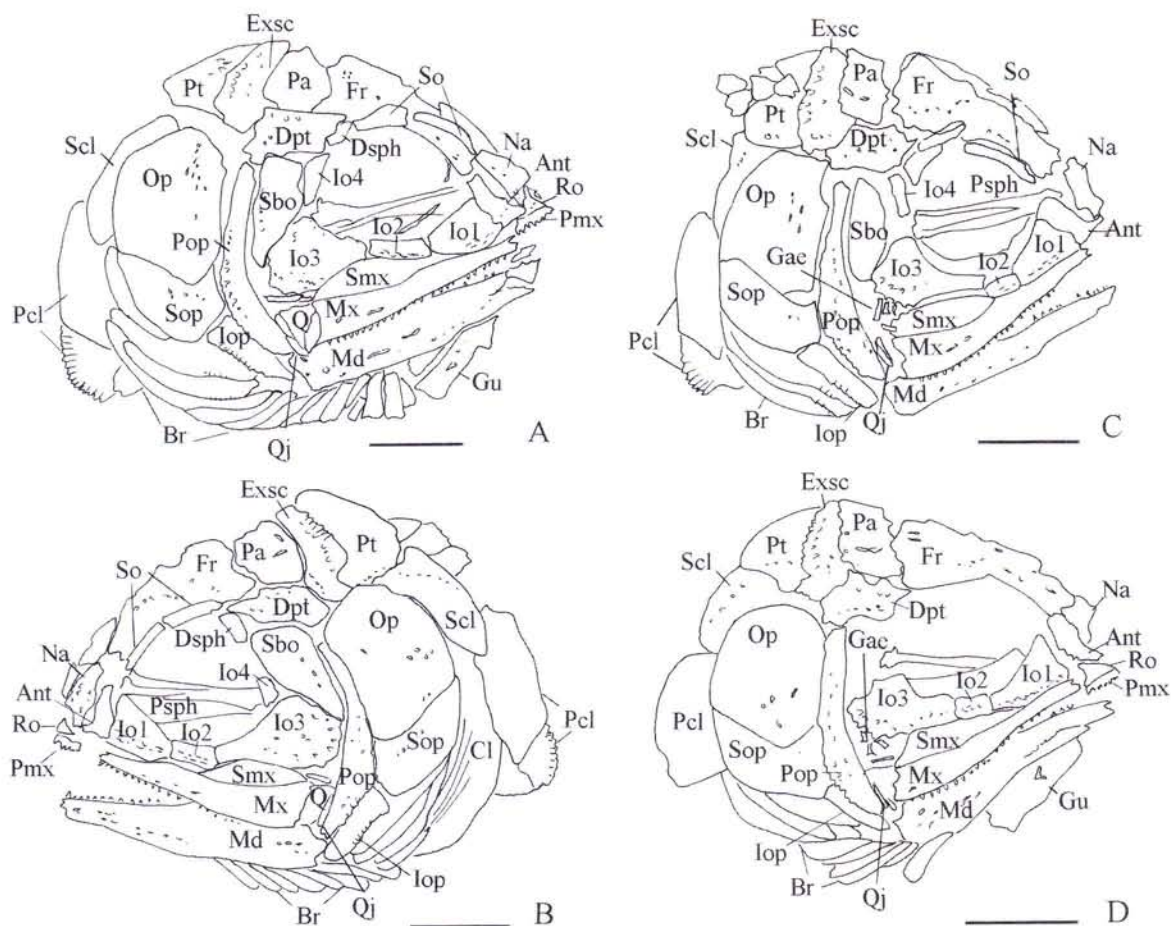 Exsc
Pt
Pa
Fr
So
Scl
Op
Dpt
Dsph
Na
Ant
Ro
Pmx
Io4
Sbo
Pop
Io2
Io1
Io3
Smx
Pcl
Sop
Q
Mx
Iop
Md
Gu
Br
Qj
A
Exsc
Pa
Fr
Pt
So
Scl
Dpt
Na
Op
Io4
Psph
Ant
Sbo
Io1
Gae
Io3
Io2
Sop
Smx
Pop
Mx
Pcl
Md
Br
Iop
Qj
C
Exsc
Pt
Pa
Fr
So
Scl
Dpt
Op
Dsph
Sbo
Na
Io4
Ant
Psph
Ro
Io1
Io2
Io3
Pcl
Sop
Cl
Pmx
Smx
Pop
Q
Mx
Md
Iop
Br
Qj
B
Exsc
Pa
Pt
Fr
Scl
Na
Dpt
Op
Ant
Gae
Ro
Io1
Io2
Io3
Pmx
Pcl
Sop
Smx
Pop
Mx
Md
Gu
Iop
Br
Qj
D